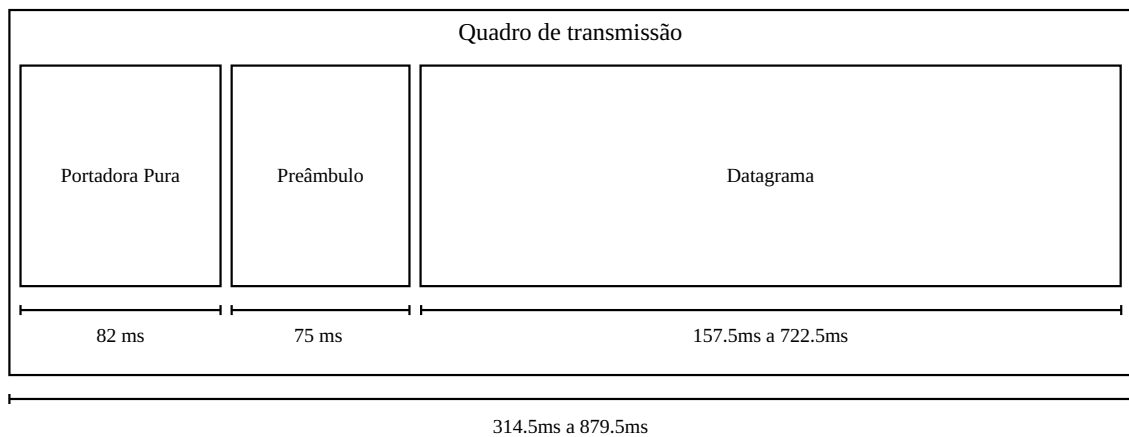 Quadro de transmissão
Portadora Pura
Preâmbulo
Datagrama
82 ms
75 ms
157.5ms a 722.5ms
314.5ms a 879.5ms